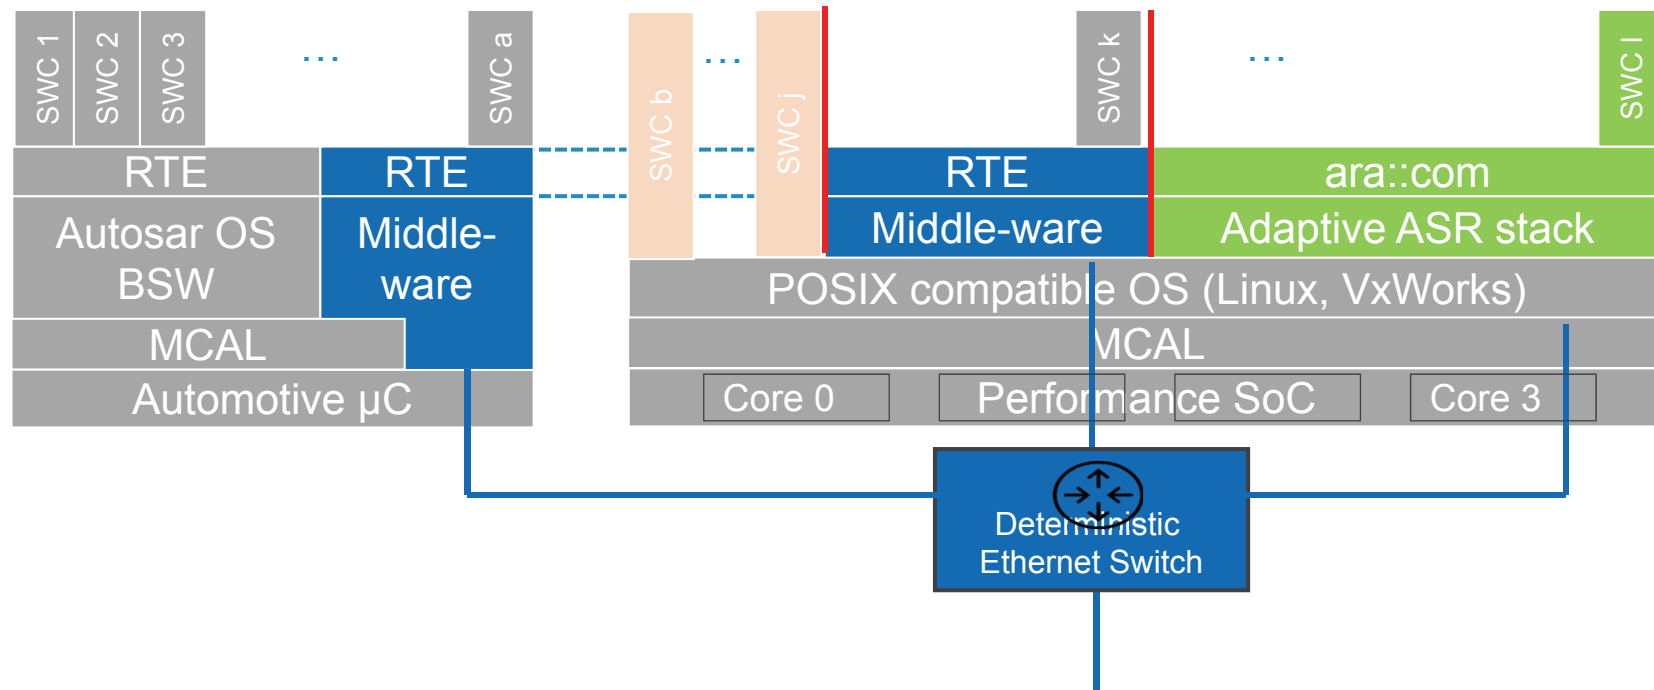 SWC 1
SWC 2
SWC 3
...
SWC a
SWC b
...
SWC j
SWC k
...
SWC l
RTE
RTE
RTE
ara::com
Autosar OS
BSW
Middle-
ware
Middle-ware
Adaptive ASR stack
POSIX compatible OS (Linux, VxWorks)
MCAL
MCAL
Automotive µC
Core 0
Performance SoC
Core 3
Deterministic
Ethernet Switch